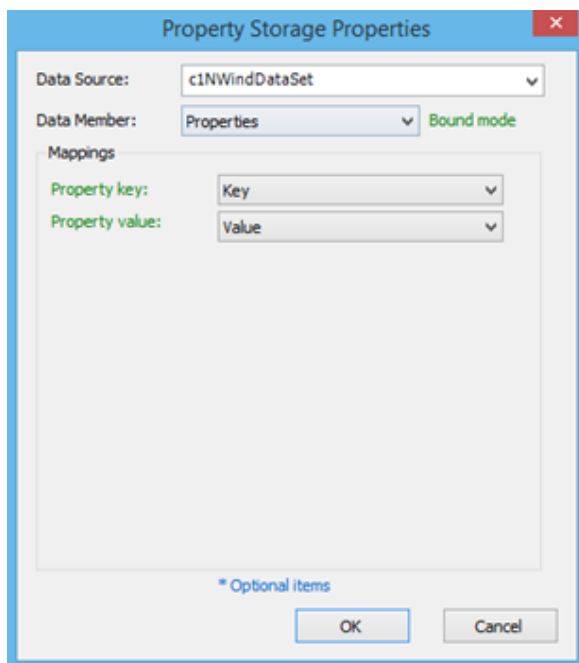 Property Storage Properties
Data Source: c1NWindDataSet
Data Member: Properties Bound mode
Mappings
Property key: Key
Property value: Value
* Optional items
OK Cancel